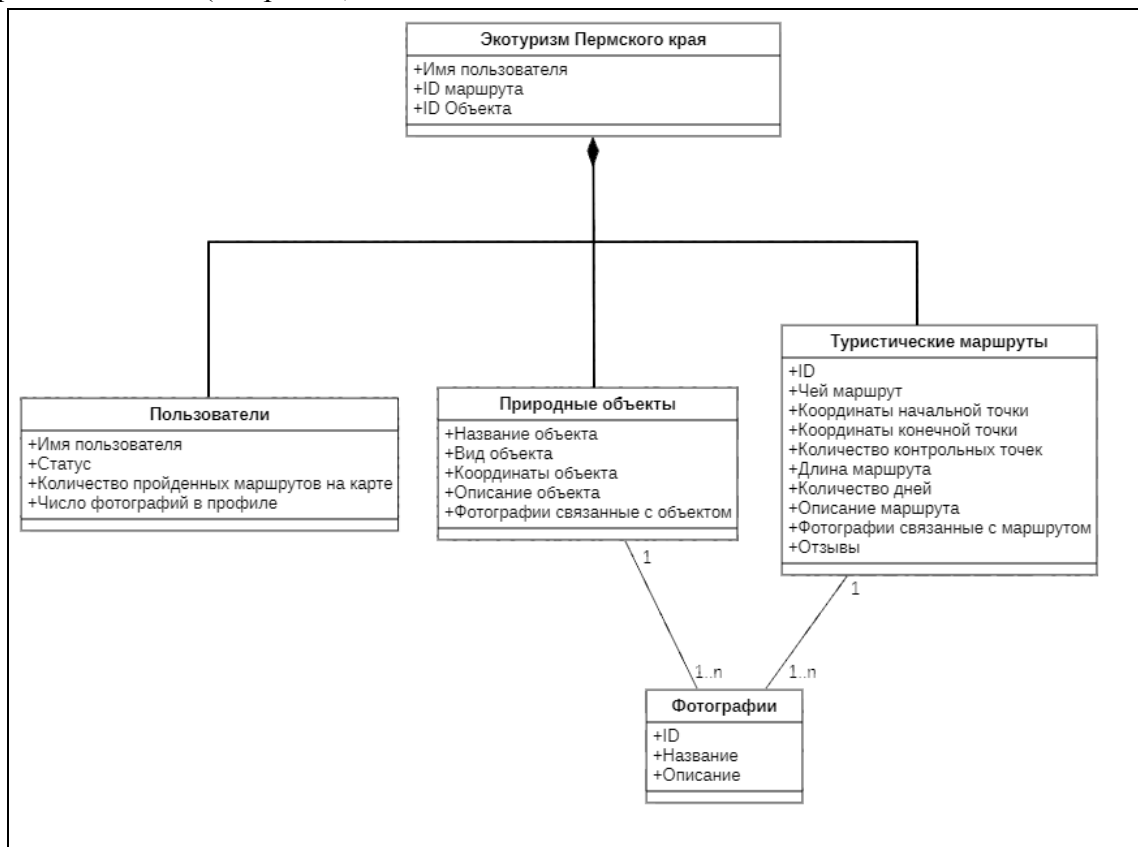 Экотуризм Пермского края
+Имя пользователя
+ID маршрута
+ID Объекта
Пользователи
+Имя пользователя
+Статус
+Количество пройденных маршрутов на карте
+Число фотографий в профиле
Природные объекты
+Название объекта
+Вид объекта
+Координаты объекта
+Описание объекта
+Фотографии связанные с объектом
Туристические маршруты
+ID
+Чей маршрут
+Координаты начальной точки
+Координаты конечной точки
+Количество контрольных точек
+Длина маршрута
+Количество дней
+Описание маршрута
+Фотографии связанные с маршрутом
+Отзывы
1
1
1..n
1..n
Фотографии
+ID
+Название
+Описание